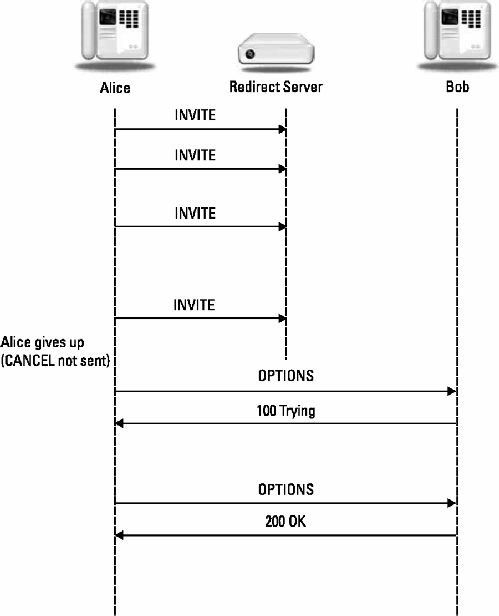 Alice
Redirect Server
Bob
INVITE
INVITE
INVITE
INVITE
Alice gives up
(CANCEL not sent)
OPTIONS
100 Trying
OPTIONS
200 OK